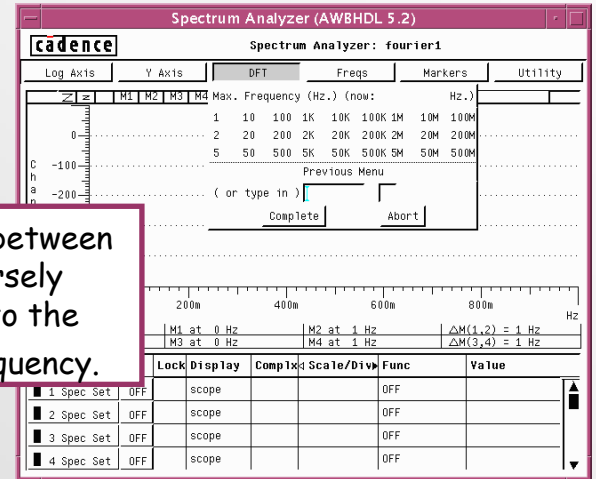 Spectrum Analyzer (AWBHDL 5.2)
cādence Spectrum Analyzer: fourier1
Log Axis Y Axis DFT Freqs Markers Utility
Z z M1 M2 M3 M4 Max. Frequency (Hz.) (now: Hz.)
1 10 100 1K 10K 100K 1M 10M 100M
2 20 200 2K 20K 200K 2M 20M 200M
5 50 500 5K 50K 500K 5M 50M 500M
Previous Menu
( or type in )
Complete Abort
0
-100
-200
C
h
a
n
between
rsely
o the
quency.
200m 400m 600m 800m
Hz
M1 at 0 Hz M2 at 1 Hz △M(1,2) = 1 Hz
M3 at 0 Hz M4 at 1 Hz △M(3,4) = 1 Hz
Lock Display Complx Scale/Div Func Value
1 Spec Set OFF scope OFF
2 Spec Set OFF scope OFF
3 Spec Set OFF scope OFF
4 Spec Set OFF scope OFF